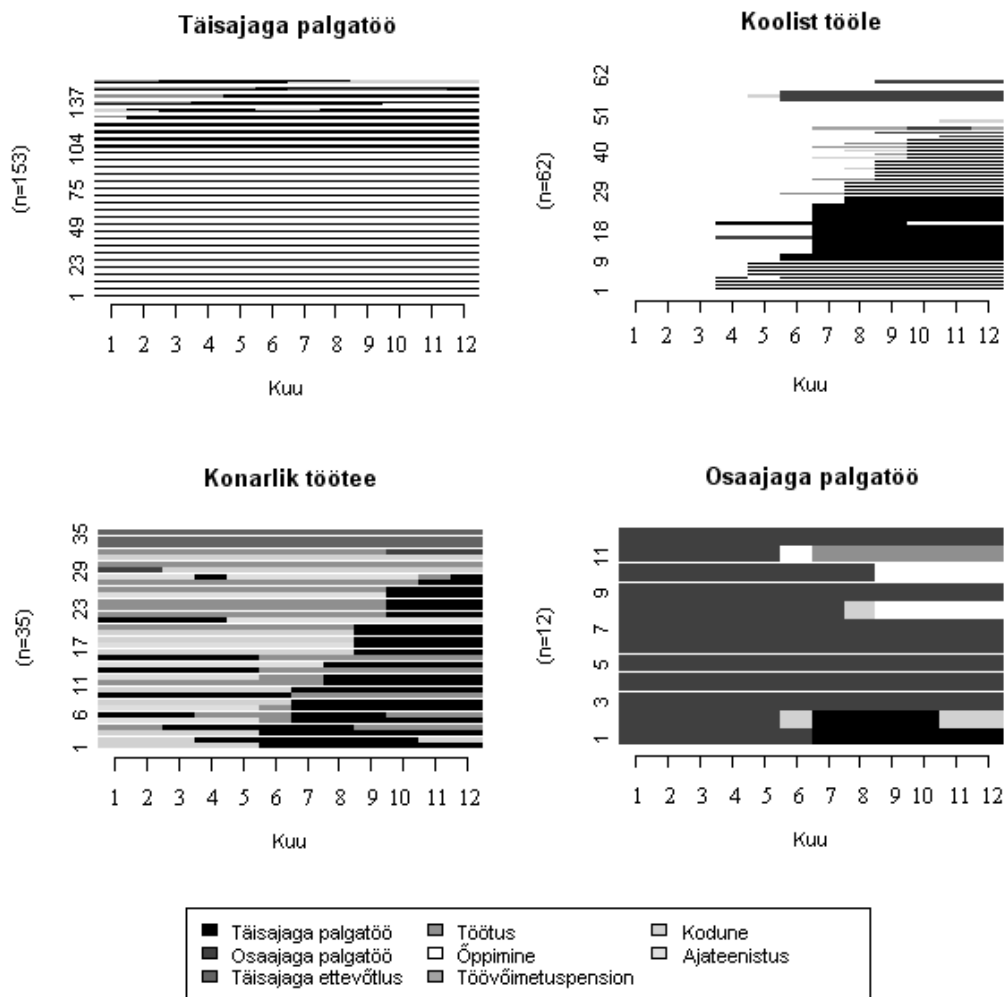 Täisajaga palgatöö
(n=153)
137
104
75
49
23
1
1 2 3 4 5 6 7 8 9 10 11 12
Kuu
Koolist tööle
(n=62)
62
51
40
29
18
9
1
1 2 3 4 5 6 7 8 9 10 11 12
Kuu
Konarlik töötee
(n=35)
35
29
23
17
11
6
1
1 2 3 4 5 6 7 8 9 10 11 12
Kuu
Osaajaga palgatöö
(n=12)
11
9
7
5
3
1
1 2 3 4 5 6 7 8 9 10 11 12
Kuu
Täisajaga palgatöö
Osaajaga palgatöö
Täisajaga ettevõtlus
Töötus
Õppimine
Töövõimetuspension
Kodune
Ajateenistus